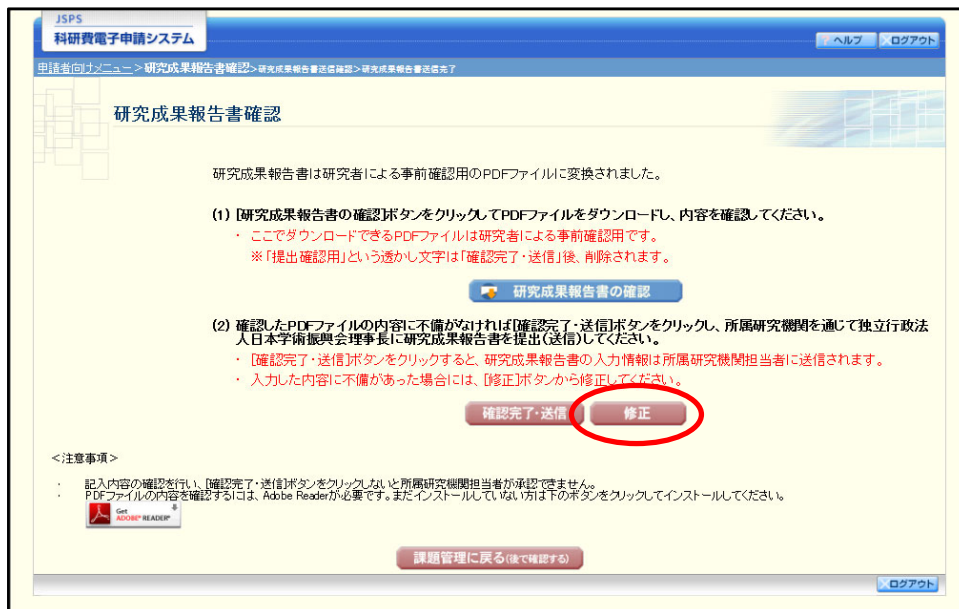 JSPS
科研費電子申請システム
ヘルプ
ログアウト
申請者向けメニュー>研究成果報告書確認>研究成果報告書送信確認>研究成果報告書送信完了
研究成果報告書確認
研究成果報告書は研究者による事前確認用のPDFファイルに変換されました。
(1) [研究成果報告書の確認]ボタンをクリックしてPDFファイルをダウンロードし、内容を確認してください。
・ ここでダウンロードできるPDFファイルは研究者による事前確認用です。
※「提出確認用」という透かし文字は「確認完了・送信」後、削除されます。
研究成果報告書の確認
(2) 確認したPDFファイルの内容に不備がなければ[確認完了・送信]ボタンをクリックし、所属研究機関を通じて独立行政法
人日本学術振興会理事長に研究成果報告書を提出(送信)してください。
・ [確認完了・送信]ボタンをクリックすると、研究成果報告書の入力情報は所属研究機関担当者に送信されます。
・ 入力した内容に不備があった場合には、[修正]ボタンから修正してください。
確認完了・送信
修正
<注意事項>
・ 記入内容の確認を行い、[確認完了・送信]ボタンをクリックしないと所属研究機関担当者が承認できません。
・ PDFファイルの内容を確認するには、Adobe Readerが必要です。まだインストールしていない方は下のボタンをクリックしてインストールしてください。
Get
ADOBE® READER®
課題管理に戻る(後で確認する)
ログアウト